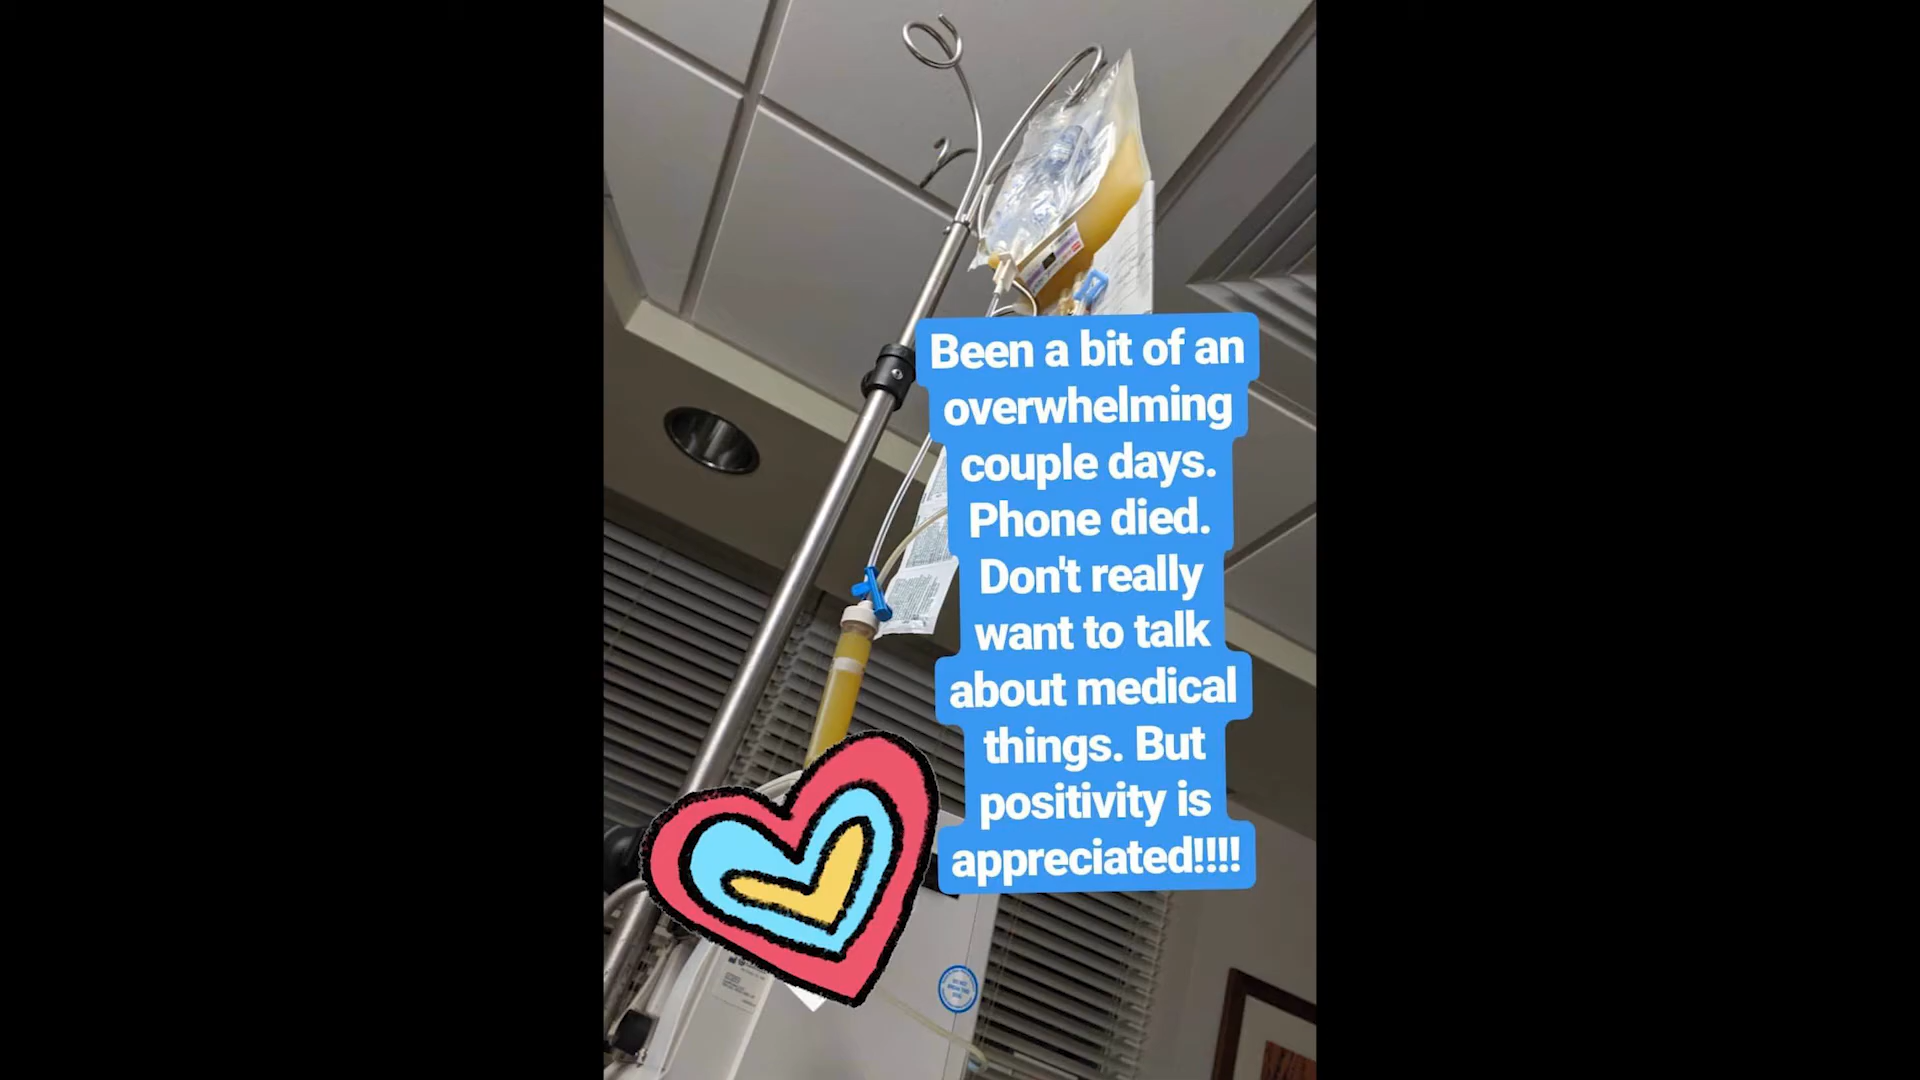 Been a bit of an
overwhelming
couple days.
Phone died.
Don't really
want to talk
about medical
things. But
positivity is
appreciated!!!!